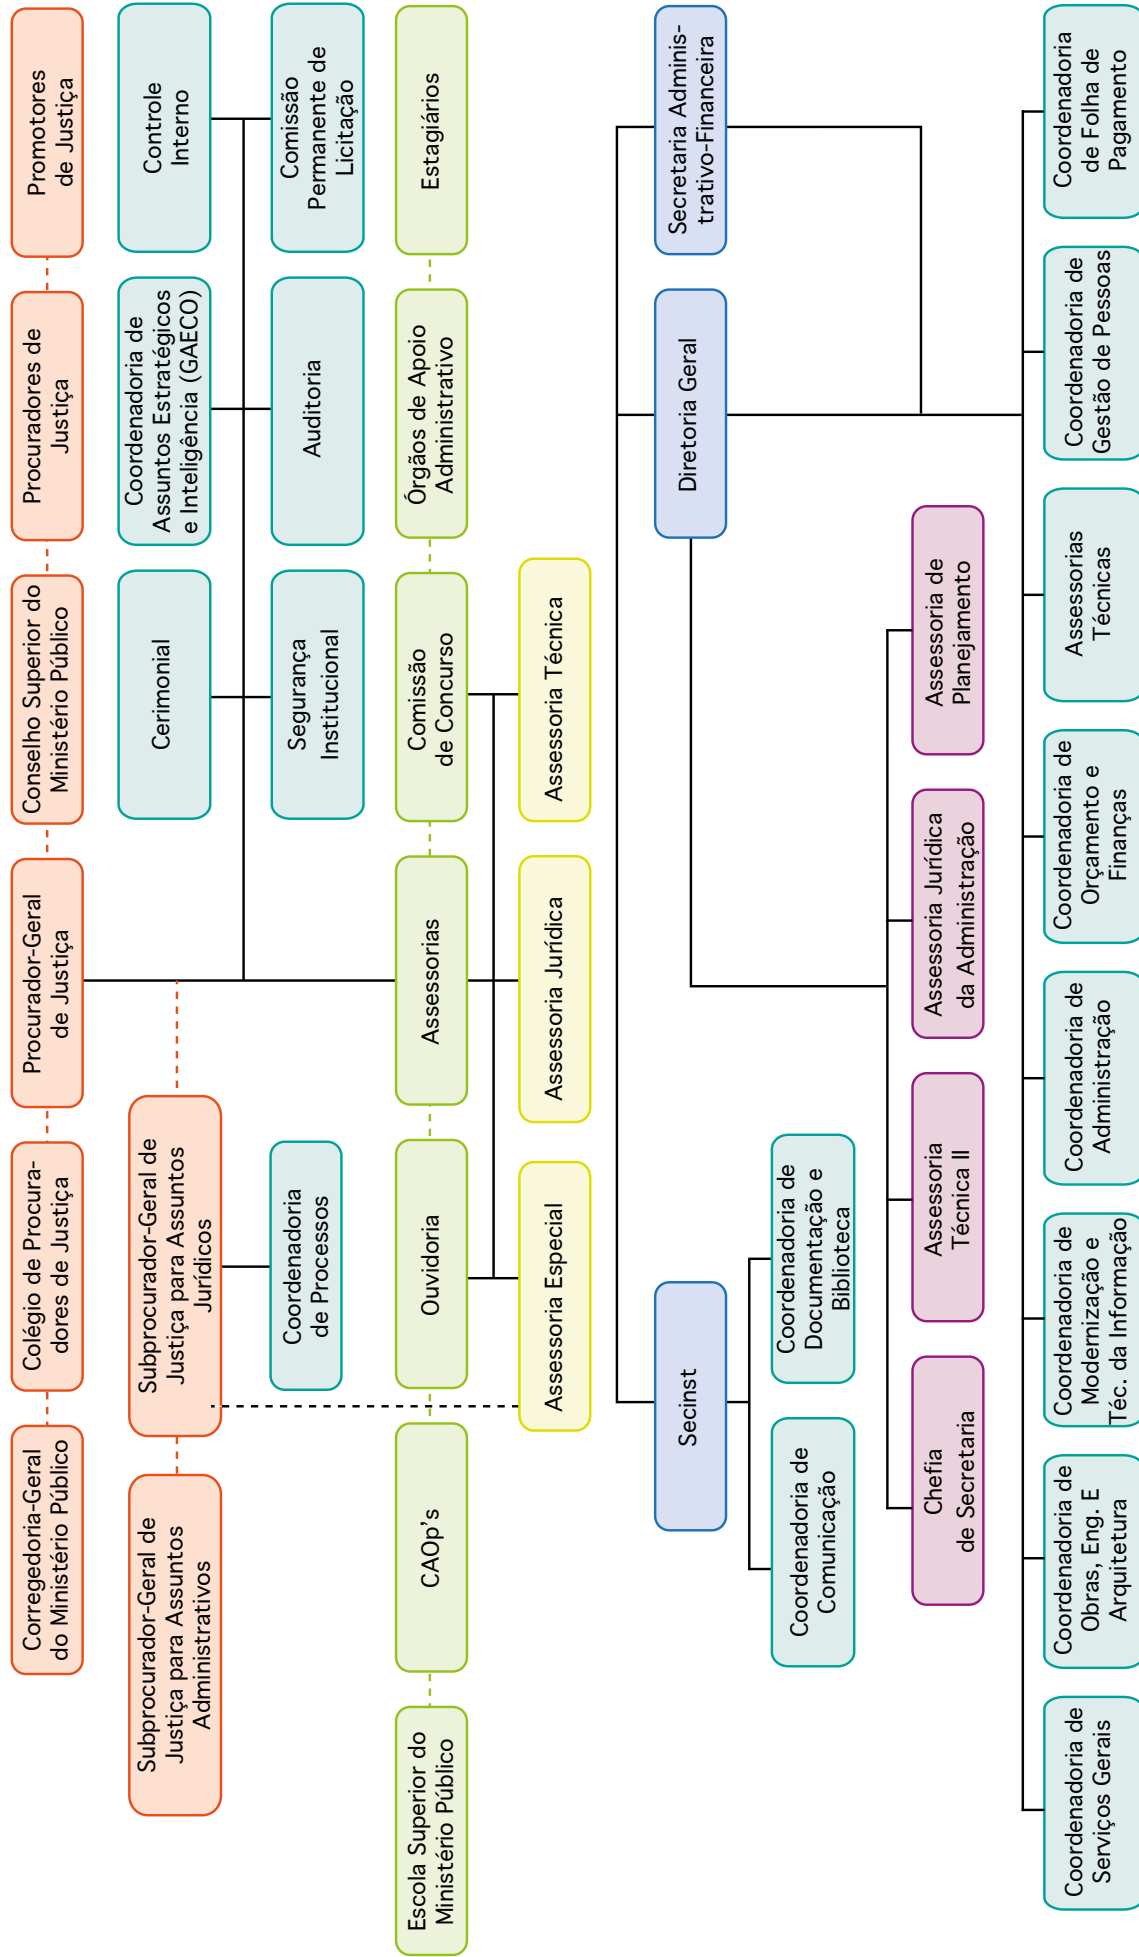 Corregedoria-Geral
do Ministério Público
Colégio de Procura-
dores de Justiça
Procurador-Geral
de Justiça
Conselho Superior do
Ministério Público
Procuradores de
Justiça
Promotores
de Justiça
Subprocurador-Geral de
Justiça para Assuntos
Administrativos
Subprocurador-Geral de
Justiça para Assuntos
Jurídicos
Cerimonial
Coordenadoria de
Assuntos Estratégicos
e Inteligência (GAECO)
Controle
Interno
Coordenadoria
de Processos
Segurança
Institucional
Auditoria
Comissão
Permanente de
Licitação
Escola Superior do
Ministério Público
CAOp's
Ouvidoria
Assessorias
Comissão
de Concurso
Órgãos de Apoio
Administrativo
Estagiários
Assessoria Especial
Assessoria Jurídica
Assessoria Técnica
Secinst
Diretoria Geral
Secretaria Adminis-
trativo-Financeira
Coordenadoria de
Comunicação
Coordenadoria de
Documentação e
Biblioteca
Chefia
de Secretaria
Assessoria
Técnica II
Assessoria Jurídica
da Administração
Assessoria de
Planejamento
Coordenadoria de
Serviços Gerais
Coordenadoria de
Obras, Eng. E
Arquitetura
Coordenadoria de
Modernização e
Téc. da Informação
Coordenadoria de
Administração
Coordenadoria de
Orçamento e
Finanças
Assessorias
Técnicas
Coordenadoria de
Gestão de Pessoas
Coordenadoria
de Folha de
Pagamento